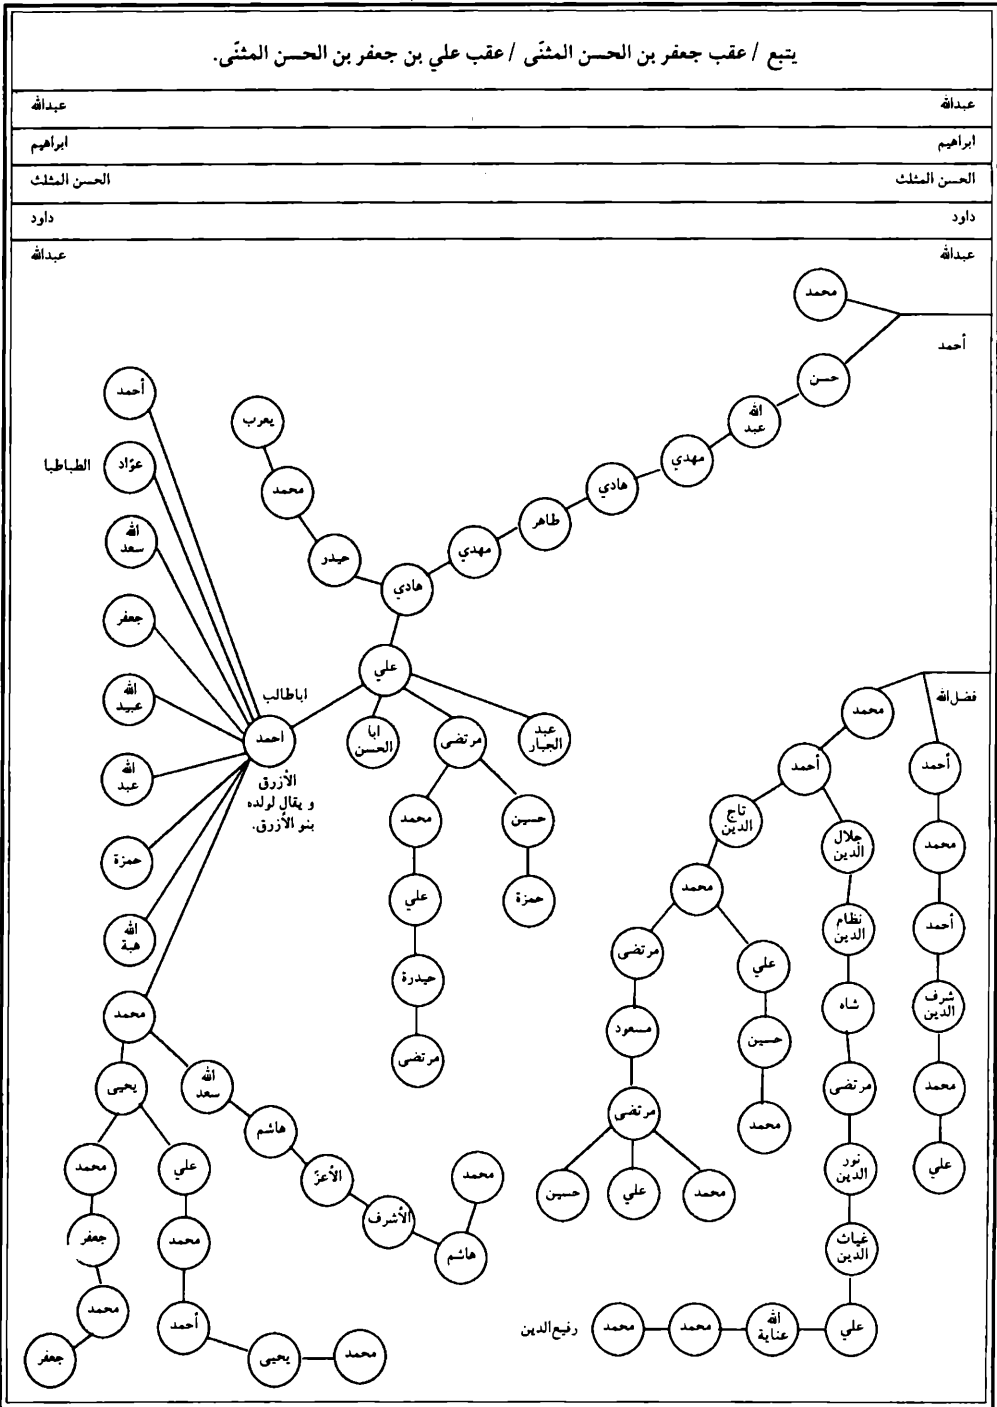 يتبع / عقب جعفر بن الحسن المثنّى / عقب علي بن جعفر بن الحسن المثنّى.
عبدالله
عبدالله
ابراهيم
ابراهيم
الحسن المثلث
الحسن المثلث
داود
داود
عبدالله
عبدالله
محمد
أحمد
حسن
الله
عبد
مهدي
هادي
طاهر
مهدي
هادي
حيدر
محمد
يعرب
علي
عبد
الجبار
مرتضى
ابا
الحسن
حسين
حمزة
محمد
علي
حيدرة
مرتضى
اباطالب
احمد
الأزرق
و يقال لولده
بنو الأزرق.
أحمد
عوّاد
الطباطبا
الله
سعد
جعفر
الله
عبيد
الله
عبد
حمزة
الله
هبة
محمد
يحيى
الله
سعد
هاشم
الأعزّ
الأشرف
هاشم
محمد
علي
محمد
أحمد
يحيى
محمد
محمد
جعفر
محمد
جعفر
فضل الله
أحمد
محمد
أحمد
شرف
الدين
محمد
علي
محمد
أحمد
جلال
الدين
نظام
الدين
شاه
مرتضى
نور
الدين
غياث
الدين
علي
الله
عناية
محمد
محمد
رفيع الدين
تاج
الدين
محمد
علي
حسين
محمد
مرتضى
مسعود
مرتضى
محمد
علي
حسين